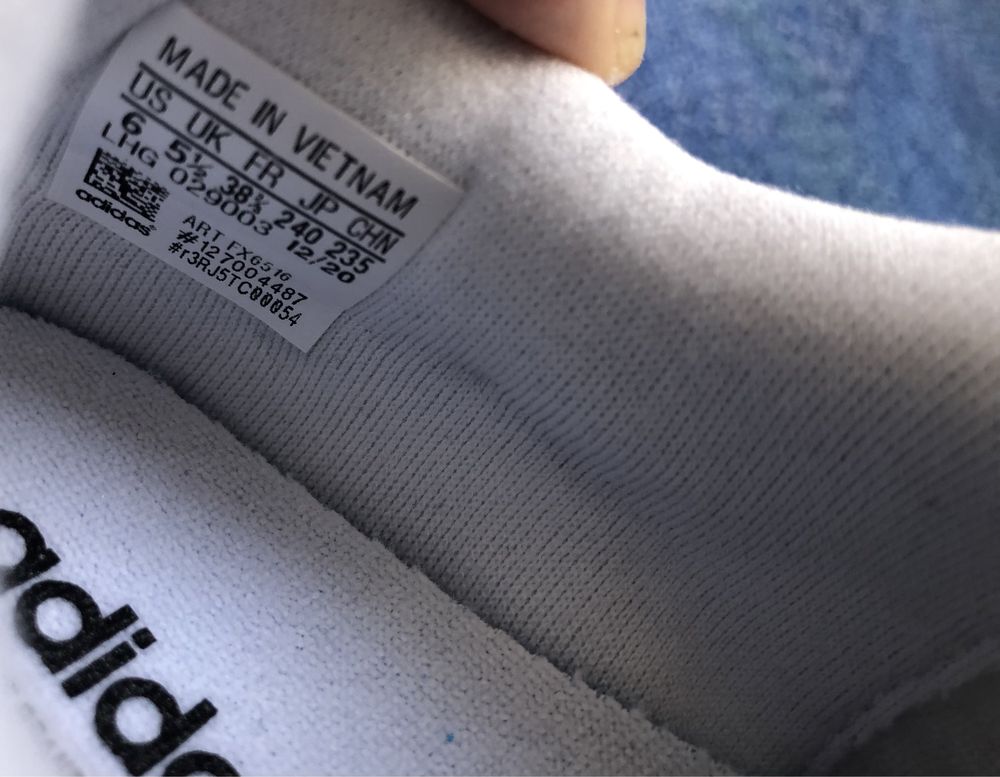 MADE IN VIETNAM
US UK FR JP CHN
6 5½ 38⅔ 240 235
LHG 029003 12/20
adidas
ART FX6516
#127004487
#r3RJ5TC00054
adidas